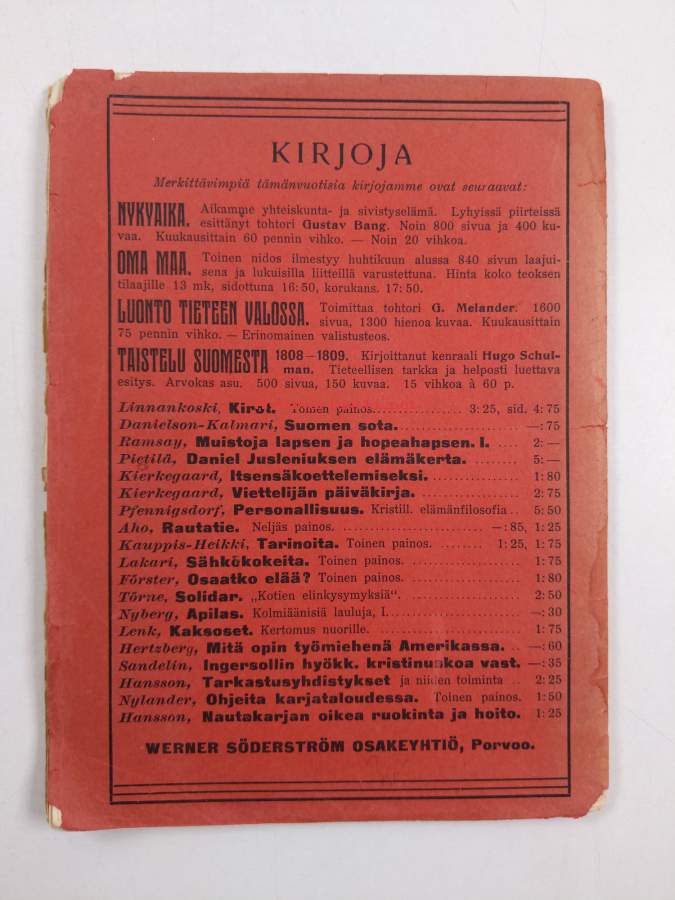 KIRJOJA
Merkittävimpiä tämänvuotisia kirjojamme ovat seuraavat:
NYKYAIKA. Aikamme yhteiskunta- ja sivistyselämä. Lyhyissä piirteissä
esittänyt tohtori Gustav Bang. Noin 800 sivua ja 400 ku-
vaa. Kuukausittain 60 pennin vihko. — Noin 20 vihkoa.
OMA MAA. Toinen nidos ilmestyy huhtikuun alussa 840 sivun laajui-
sena ja lukuisilla liitteillä varustettuna. Hinta koko teoksen
tilaajille 13 mk, sidottuna 16:50, korukans. 17:50.
LUONTO TIETEEN VALOSSA. Toimittaa tohtori G. Melander. 1600
sivua, 1300 hienoa kuvaa. Kuukausittain
75 pennin vihko. — Erinomainen valistusteos.
TAISTELU SUOMESTA 1808—1809. Kirjoittanut kenraali Hugo Schul-
man. Tieteellisen tarkka ja helposti luettava
esitys. Arvokas asu. 500 sivua, 150 kuvaa. 15 vihkoa à 60 p.
Linnankoski, Kirot. Toinen painos. 3:25, sid. 4:75
Danielson-Kalmari, Suomen sota. —:75
Ramsay, Muistoja lapsen ja hopeahapsen. I. 2:—
Pietilä, Daniel Jusleniuksen elämäkerta. 5:—
Kierkegaard, Itsensäkoettelemiseksi. 1:80
Kierkegaard, Viettelijän päiväkirja. 2:75
Pfennigsdorf, Personallisuus. Kristill. elämänfilosofia 5:50
Aho, Rautatie. Neljäs painos. —:85, 1:25
Kauppis-Heikki, Tarinoita. Toinen painos. 1:25, 1:75
Lakari, Sähkökokeita. Toinen painos. 1:75
Förster, Osaatko elää? Toinen painos. 1:80
Törne, Solidar. „Kotien elinkysymyksiä“. 2:50
Nyberg, Apilas. Kolmiäänisiä lauluja, I. —:30
Lenk, Kaksoset. Kertomus nuorille. 1:75
Hertzberg, Mitä opin työmiehenä Amerikassa. —:60
Sandelin, Ingersollin hyökk. kristinuskoa vast. —:35
Hansson, Tarkastusyhdistykset ja niiden toiminta 2:25
Nylander, Ohjeita karjataloudessa. Toinen painos. 1:50
Hansson, Nautakarjan oikea ruokinta ja hoito. 1:25
WERNER SÖDERSTRÖM OSAKEYHTIÖ, Porvoo.